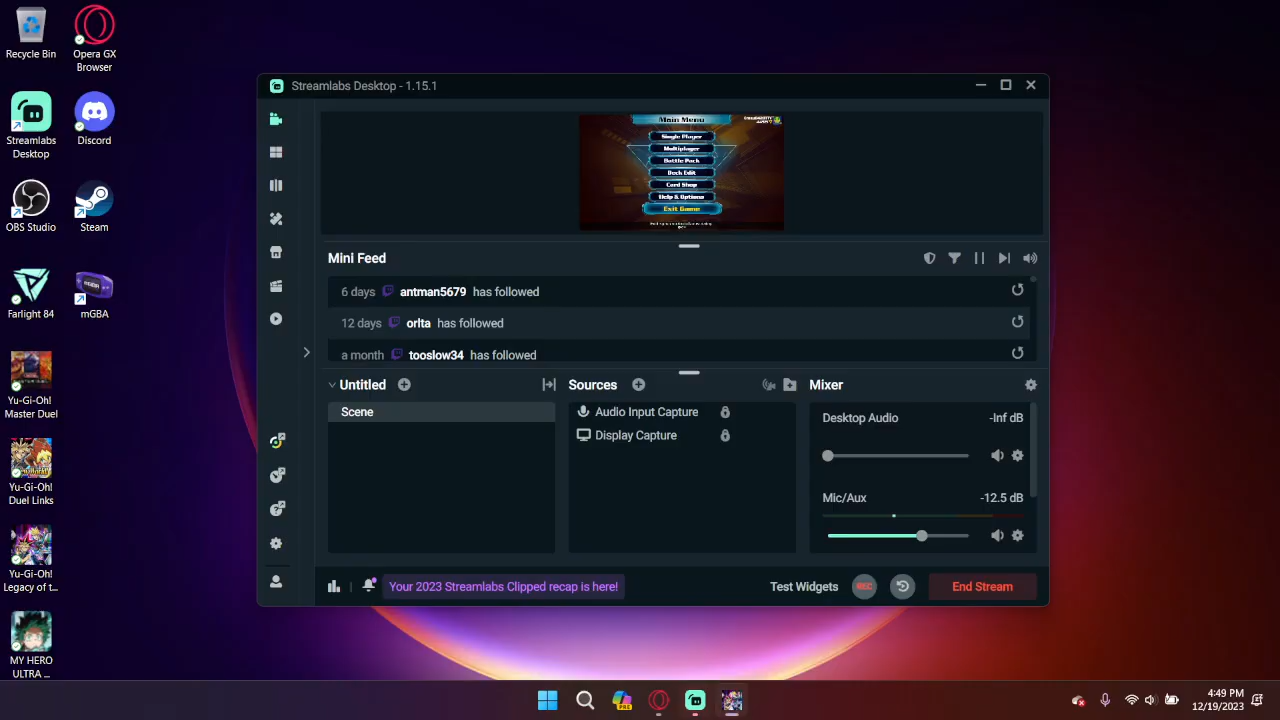 Recycle Bin
Opera GX
Browser
Streamlabs
Desktop
Discord
OBS Studio
Steam
Farlight 84
mGBA
Yu-Gi-Oh!
Master Duel
Yu-Gi-Oh!
Duel Links
Yu-Gi-Oh!
Legacy of t...
MY HERO
ULTRA ...
Streamlabs Desktop - 1.15.1
Main Menu
Single Player
Multiplayer
Battle Pack
Deck Edit
Card Shop
Help & Options
Exit Game
Mini Feed
6 days antman5679 has followed
12 days orlta has followed
a month tooslow34 has followed
Untitled
Scene
Sources
Audio Input Capture
Display Capture
Mixer
Desktop Audio -Inf dB
Mic/Aux -12.5 dB
Your 2023 Streamlabs Clipped recap is here!
Test Widgets
REC
End Stream
PRE
4:49 PM
12/19/2023